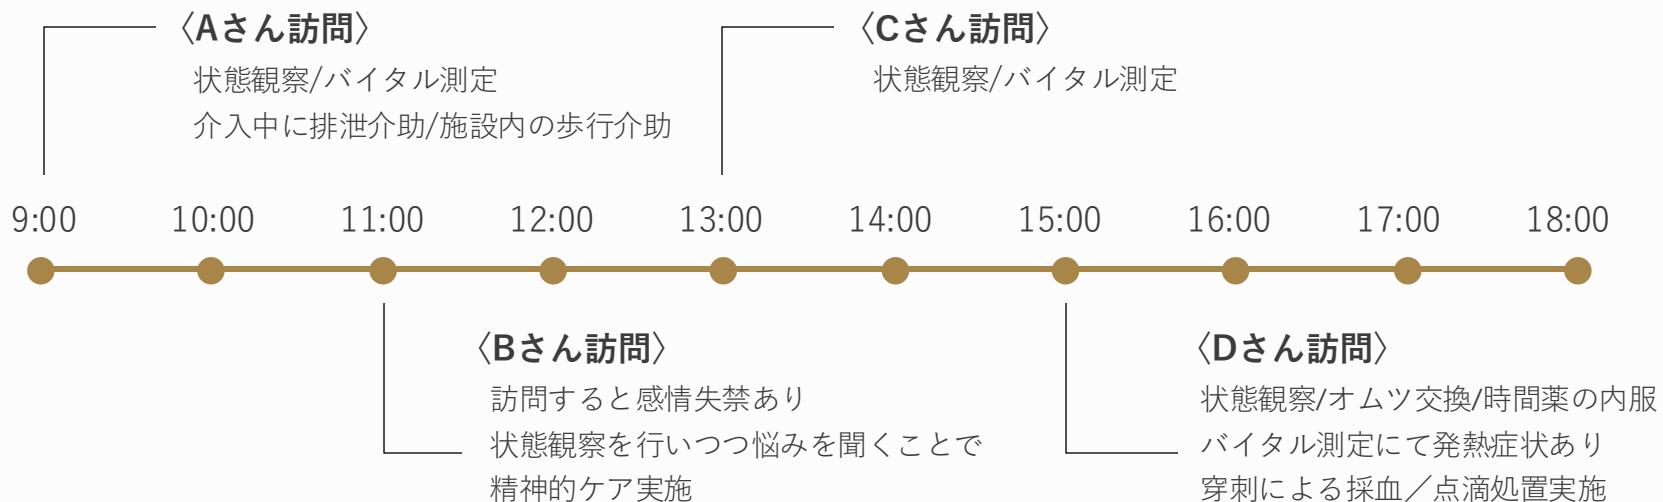 〈Aさん訪問〉
状態観察/バイタル測定
介入中に排泄介助/施設内の歩行介助
〈Cさん訪問〉
状態観察/バイタル測定
9:00 10:00 11:00 12:00 13:00 14:00 15:00 16:00 17:00 18:00
〈Bさん訪問〉
訪問すると感情失禁あり
状態観察を行いつつ悩みを聞くことで
精神的ケア実施
〈Dさん訪問〉
状態観察/オムツ交換/時間薬の内服
バイタル測定にて発熱症状あり
穿刺による採血／点滴処置実施